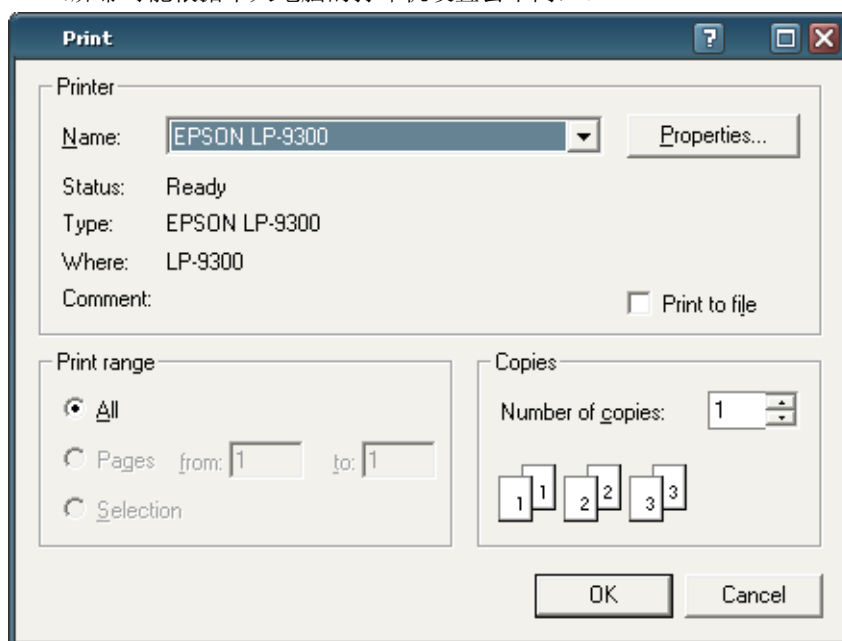 Print
Printer
Name: EPSON LP-9300 Properties...
Status: Ready
Type: EPSON LP-9300
Where: LP-9300
Comment: Print to file
Print range
Copies
All
Number of copies: 1
Pages from: 1 to: 1
1 1 2 2 3 3
Selection
OK Cancel